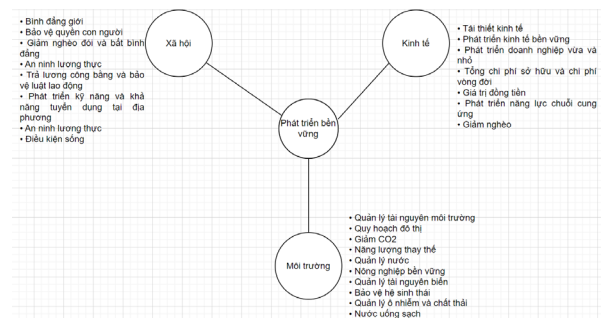 • Bình đẳng giới
• Bảo vệ quyền con người
• Giảm nghèo đói và bất bình
đẳng
• An ninh lương thực
• Trả lương công bằng và bảo
vệ luật lao động
• Phát triển kỹ năng và khả
năng tuyển dụng tại địa
phương
• An ninh lương thực
• Điều kiện sống
Xã hội
Kinh tế
• Tái thiết kinh tế
• Phát triển kinh tế bền vững
• Phát triển doanh nghiệp vừa và
nhỏ
• Tổng chi phí sở hữu và chi phí
vòng đời
• Giá trị đồng tiền
• Phát triển năng lực chuỗi cung
ứng
• Giảm nghèo
Phát triển bền
vững
Môi trường
• Quản lý tài nguyên môi trường
• Quy hoạch đô thị
• Giảm CO2
• Năng lượng thay thế
• Quản lý nước
• Nông nghiệp bền vững
• Quản lý tài nguyên biển
• Bảo vệ hệ sinh thái
• Quản lý ô nhiễm và chất thải
• Nước uống sạch